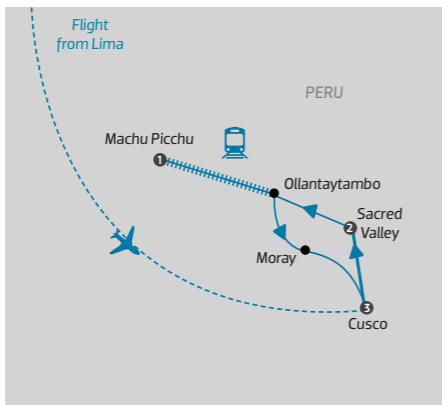 Flight
from Lima
PERU
Machu Picchu
1
Ollantaytambo
2
Sacred
Valley
Moray
3
Cusco